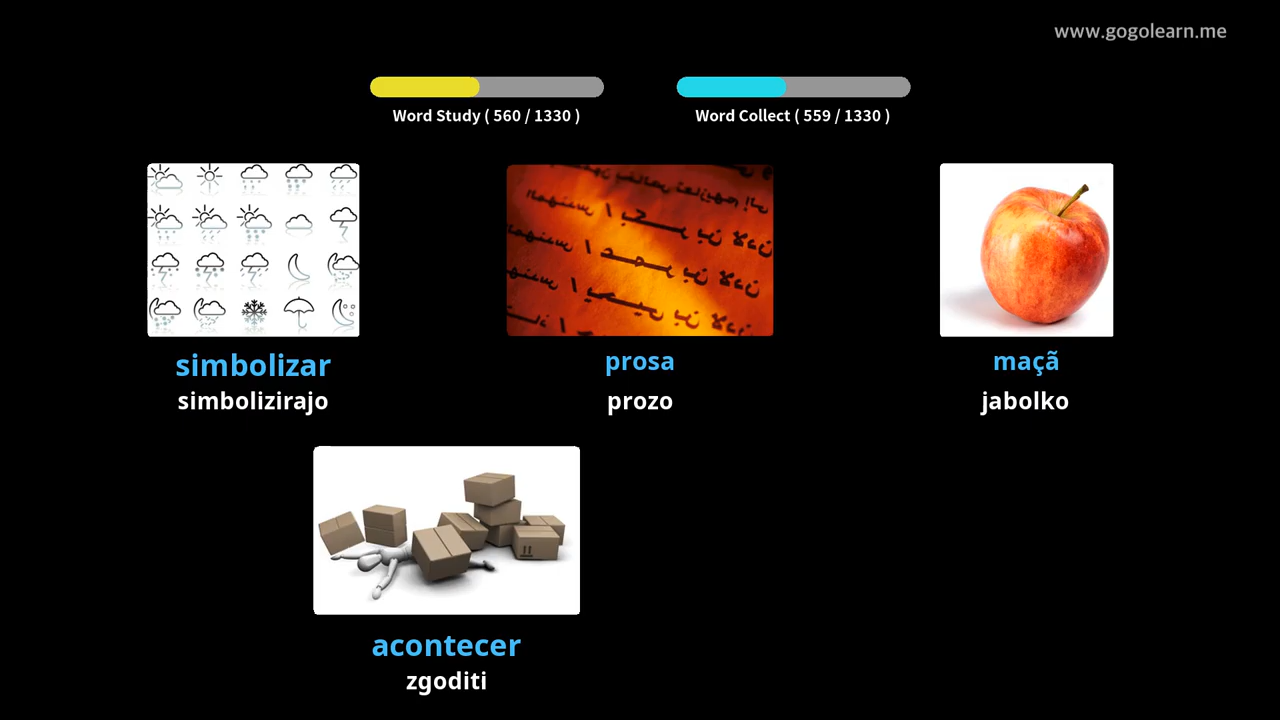 www.gogolearn.me
Word Study ( 560 / 1330 )
Word Collect ( 559 / 1330 )
simbolizar
simbolizirajo
prosa
prozo
maçã
jabolko
acontecer
zgoditi